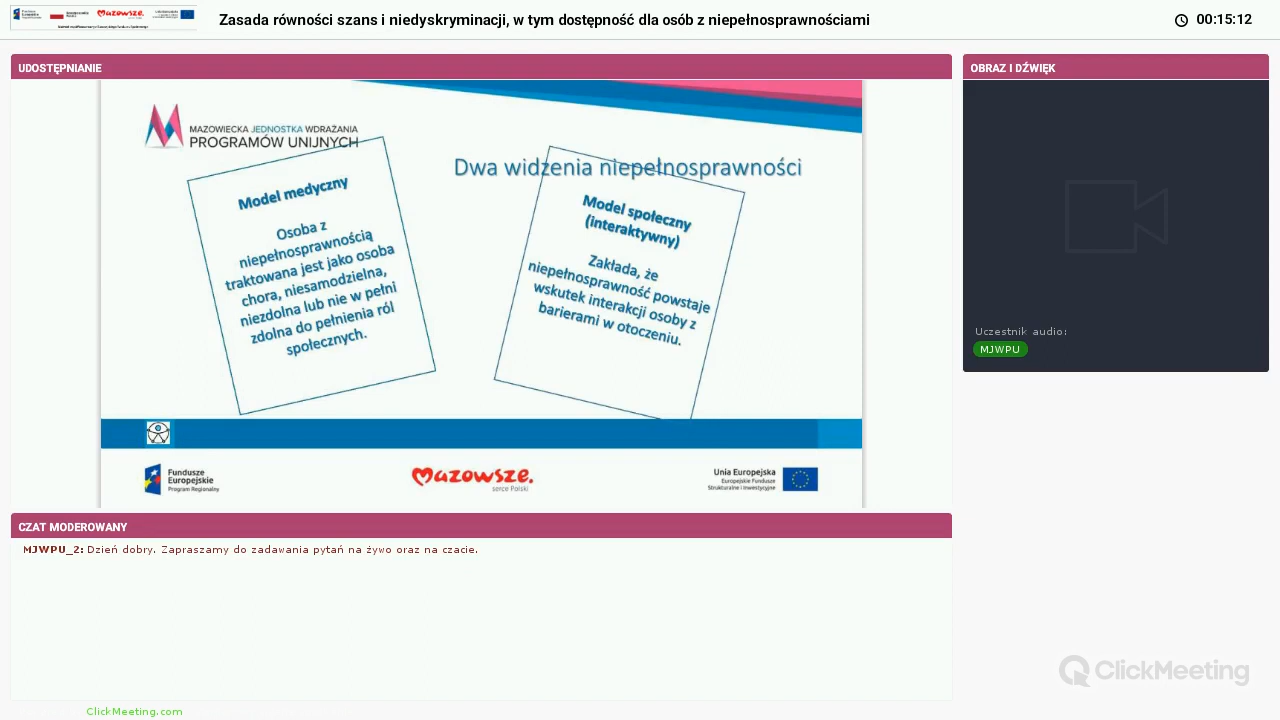 Zasada równości szans i niedyskryminacji, w tym dostępność dla osób z niepełnosprawnościami
00:15:12
UDOSTĘPNIANIE
OBRAZ I DŹWIĘK
MAZOWIECKA JEDNOSTKA WDRAŻANIA
PROGRAMÓW UNIJNYCH
Dwa widzenia niepełnosprawności
Model medyczny
Osoba z
niepełnosprawnością
traktowana jest jako osoba
chora, niesamodzielna,
niezdolna lub nie w pełni
zdolna do pełnienia ról
społecznych.
Model społeczny
(interaktywny)
Zakłada, że
niepełnosprawność powstaje
wskutek interakcji osoby z
barierami w otoczeniu.
Uczestnik audio:
MJWPU
Fundusze
Europejskie
Program Regionalny
mazowsze.
serce Polski
Unia Europejska
Europejskie Fundusze
Strukturalne i Inwestycyjne
CZAT MODEROWANY
MJWPU_2: Dzień dobry. Zapraszamy do zadawania pytań na żywo oraz na czacie.
ClickMeeting
ClickMeeting.com